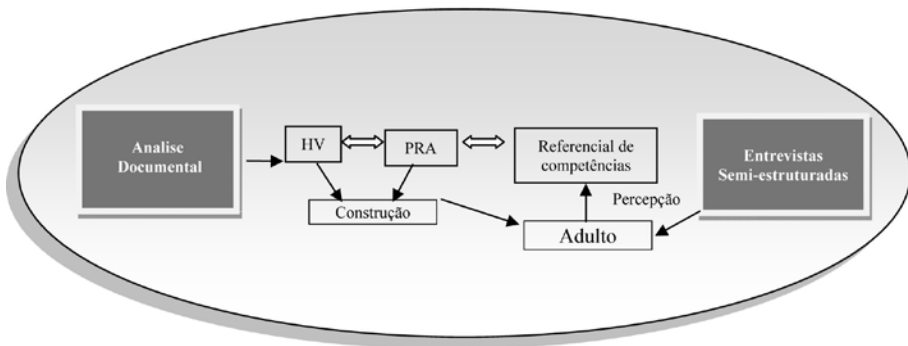 Analise
Documental
HV
PRA
Referencial de
competências
Entrevistas
Semi-estruturadas
Construção
Percepção
Adulto